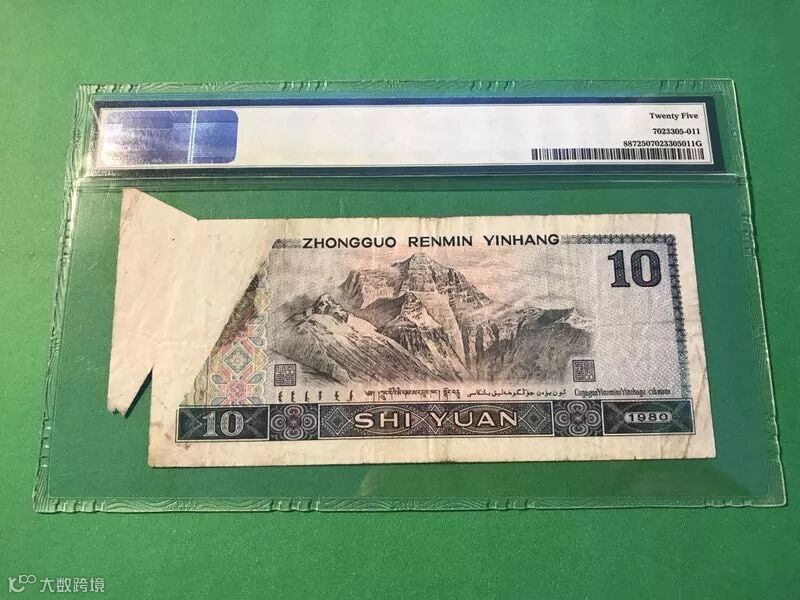 Twenty Five
7023305-011
8872507023305011G
ZHONGGUO RENMIN YINHANG
10
10
SHI YUAN
1980
大数跨境